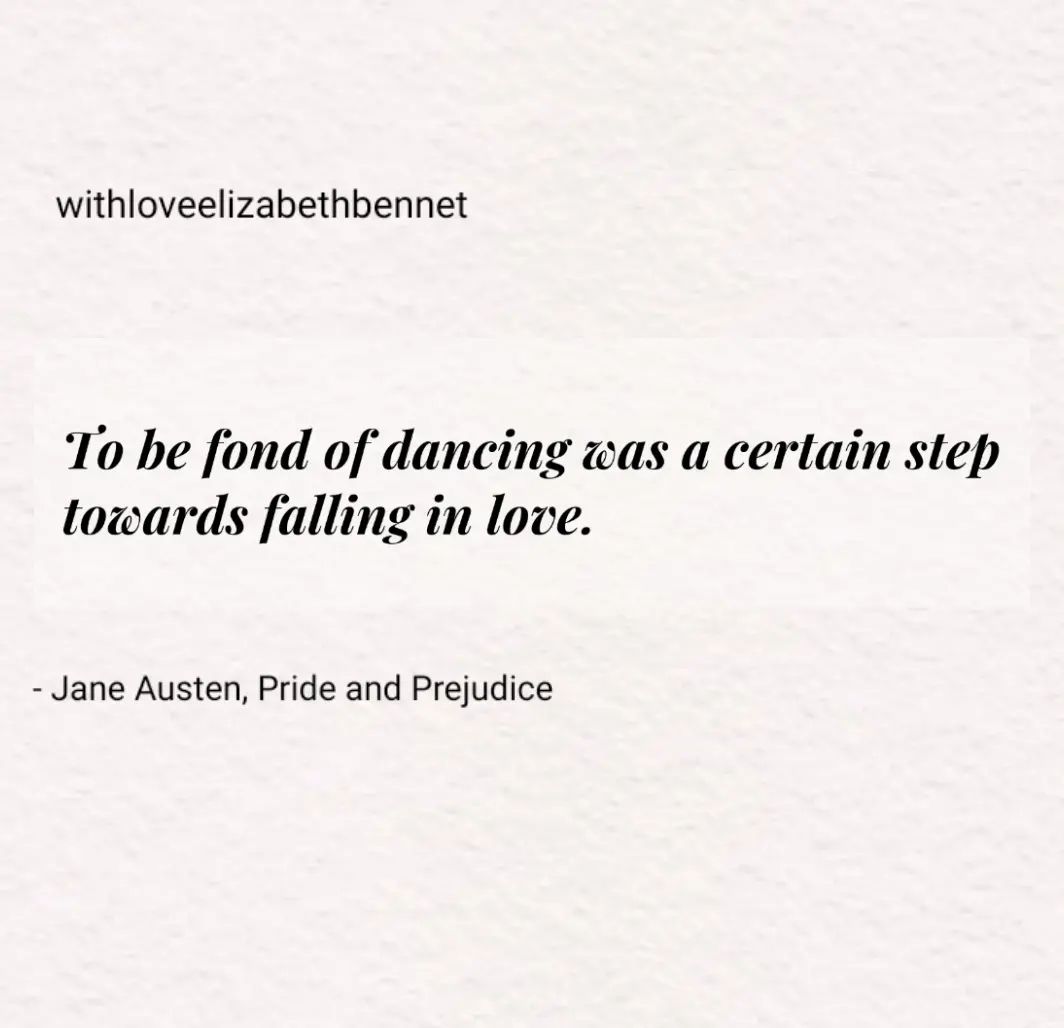 withloveelizabethbennet
To be fond of dancing was a certain step
towards falling in love.
- Jane Austen, Pride and Prejudice